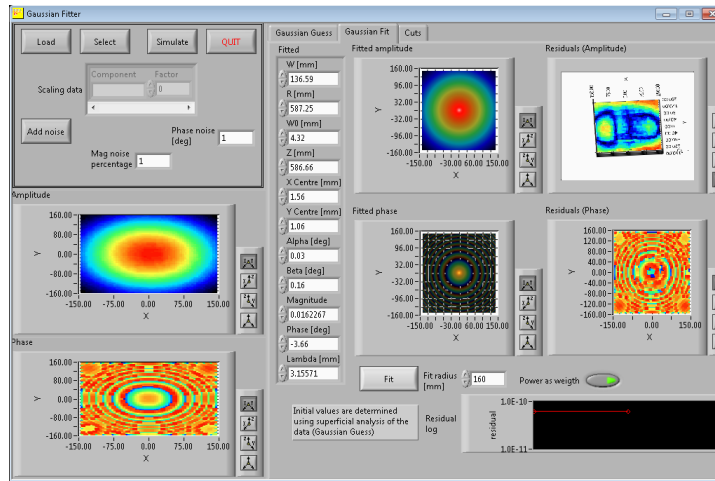 Gaussian Fitter
Load
Select
Simulate
QUIT
Scaling data
Component
Factor
0
Add noise
Phase noise [deg]
1
Mag noise percentage
1
Amplitude
160.00
80.00
0.00
-80.00
-160.00
Y
-150.00 -75.00 0.00 75.00 150.00
X
Phase
160.00
80.00
0.00
-80.00
-160.00
Y
-150.00 -75.00 0.00 75.00 150.00
X
Gaussian Guess
Gaussian Fit
Cuts
Fitted
W [mm]
136.59
R [mm]
587.25
W0 [mm]
4.32
Z [mm]
586.66
X Centre [mm]
1.56
Y Centre [mm]
1.06
Alpha [deg]
0.03
Beta [deg]
0.16
Magnitude
0.0162267
Phase [deg]
-3.66
Lambda [mm]
3.15571
Fitted amplitude
160.00
96.00
32.00
-32.00
-96.00
-160.00
Y
-150.00 -30.00 60.00 150.00
X
Residuals (Amplitude)
Fitted phase
160.00
96.00
32.00
-32.00
-96.00
-160.00
Y
-150.00 -30.00 60.00 150.00
X
Residuals (Phase)
160.00
100.00
50.00
0.00
-50.00
-100.00
-160.00
Y
-150.00 0.00 150.00
X
Fit
Fit radius [mm]
160
Power as weigth
Initial values are determined
using superficial analysis of the
data (Gaussian Guess)
Residual log
residual
1.0E-10
1.0E-11